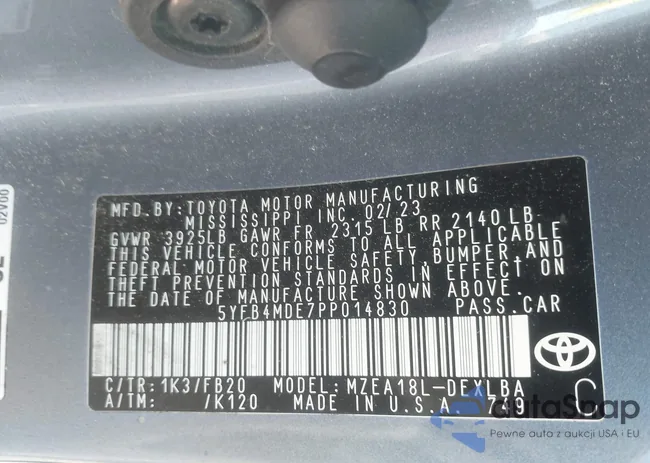 02V00
MFD.BY:TOYOTA MOTOR MANUFACTURING
MISSISSIPPI INC. 02/23
GVWR 3925LB GAWR FR 2315 LB RR 2140 LB
THIS VEHICLE CONFORMS TO ALL APPLICABLE
FEDERAL MOTOR VEHICLE SAFETY,BUMPER,AND
THEFT PREVENTION STANDARDS IN EFFECT ON
THE DATE OF MANUFACTURE SHOWN ABOVE.
5YFB4MDE7PP014830 PASS.CAR
C/TR:1K3/FB20 MODEL:MZEA18L-DEXLBA
A/TM: /K120 MADE IN U.S.A.
C
autoSnap
Pewne auto z aukcji USA i EU